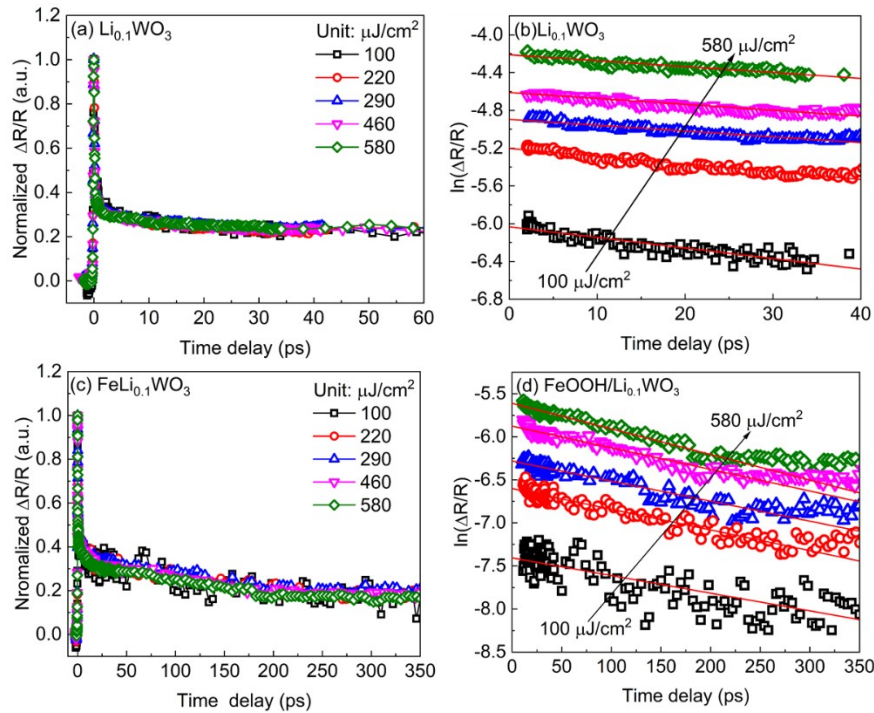 (a) Li0.1WO3
Unit: μJ/cm²
100
220
290
460
580
Normalized ΔR/R (a.u.)
1.2
1.0
0.8
0.6
0.4
0.2
0.0
0 10 20 30 40 50 60
Time delay (ps)
(b)Li0.1WO3
580 μJ/cm²
100 μJ/cm²
ln(ΔR/R)
-4.0
-4.4
-4.8
-5.2
-5.6
-6.0
-6.4
-6.8
0 10 20 30 40
Time delay (ps)
(c) FeLi0.1WO3
Unit: μJ/cm²
100
220
290
460
580
Nromalized ΔR/R (a.u.)
1.2
1.0
0.8
0.6
0.4
0.2
0.0
0 50 100 150 200 250 300 350
Time delay (ps)
(d) FeOOH/Li0.1WO3
580 μJ/cm²
100 μJ/cm²
ln(ΔR/R)
-5.5
-6.0
-6.5
-7.0
-7.5
-8.0
-8.5
0 50 100 150 200 250 300 350
Time delay (ps)